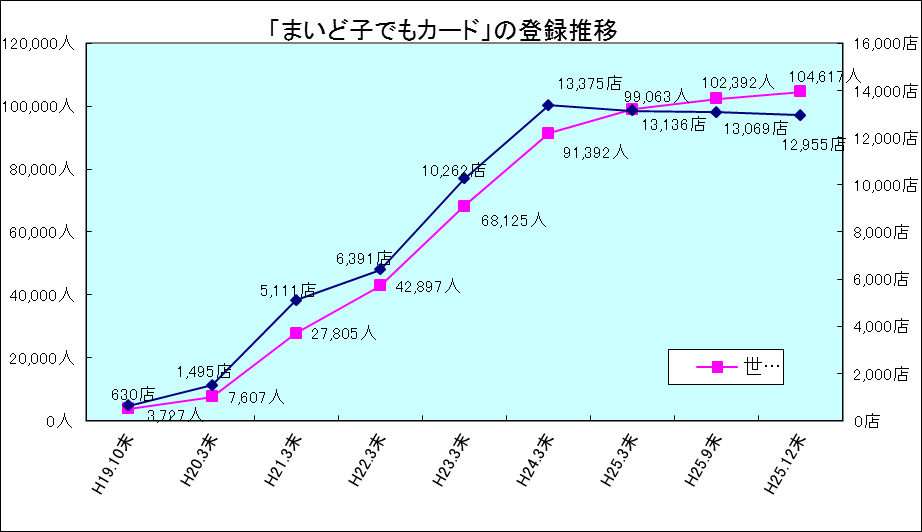 「まいど子でもカード」の登録推移
120,000人
100,000人
80,000人
60,000人
40,000人
20,000人
0人
16,000店
14,000店
12,000店
10,000店
8,000店
6,000店
4,000店
2,000店
0店
630店
1,495店
5,111店
6,391店
10,262店
13,375店
13,136店
13,069店
12,955店
3,727人
7,607人
27,805人
42,897人
68,125人
91,392人
99,063人
102,392人
104,617人
世…
H19.10末
H20.3末
H21.3末
H22.3末
H23.3末
H24.3末
H25.3末
H25.9末
H25.12末